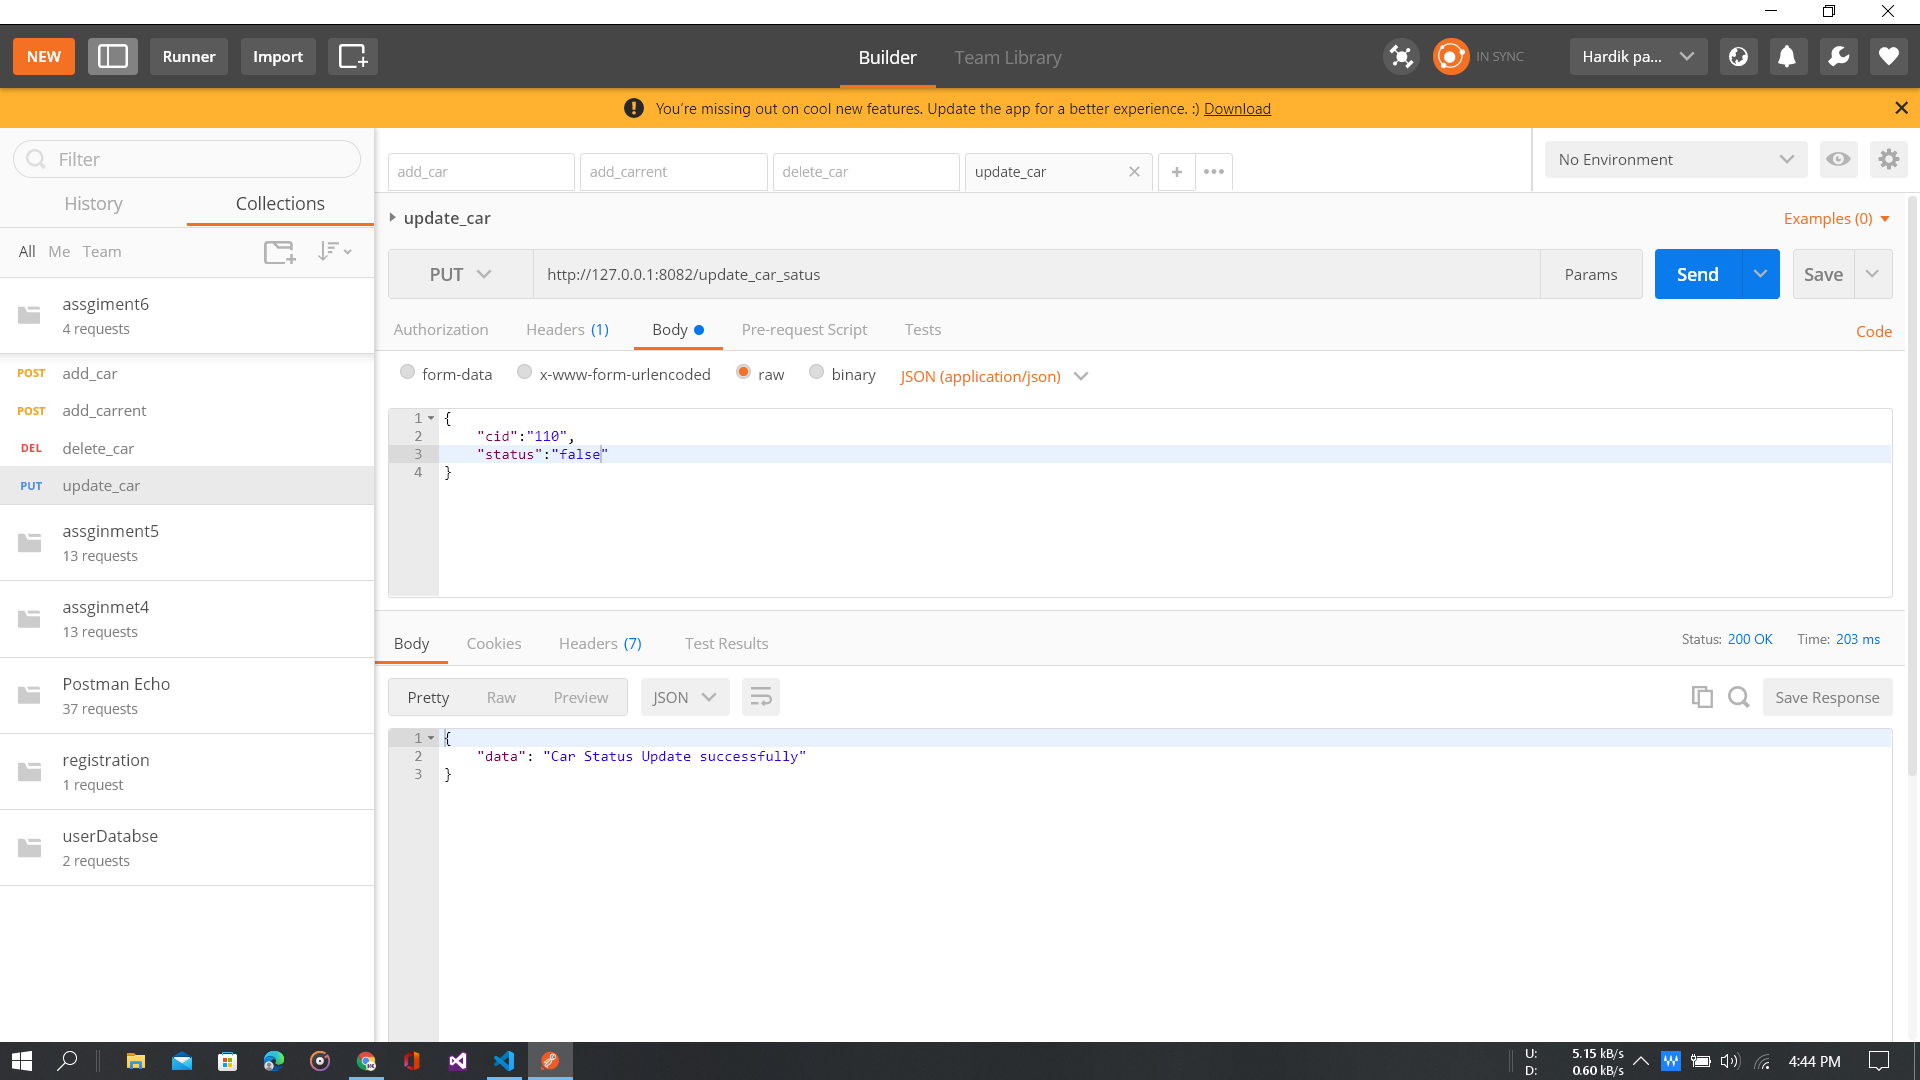 NEW
Runner
Import
Builder
Team Library
IN SYNC
Hardik pa...
You're missing out on cool new features. Update the app for a better experience. :) Download
Filter
History
Collections
All Me Team
assgiment6
4 requests
POST add_car
POST add_carrent
DEL delete_car
PUT update_car
assginment5
13 requests
assginmet4
13 requests
Postman Echo
37 requests
registration
1 request
userDatabse
2 requests
add_car
add_carrent
delete_car
update_car
No Environment
update_car
Examples (0)
PUT
http://127.0.0.1:8082/update_car_satus
Params
Send
Save
Authorization
Headers (1)
Body
Pre-request Script
Tests
Code
form-data
x-www-form-urlencoded
raw
binary
JSON (application/json)
1 {
2 "cid":"110",
3 "status":"false"
4 }
Body
Cookies
Headers (7)
Test Results
Status: 200 OK
Time: 203 ms
Pretty
Raw
Preview
JSON
Save Response
1 {
2 "data": "Car Status Update successfully"
3 }
U: 5.15 kB/s
D: 0.60 kB/s
4:44 PM